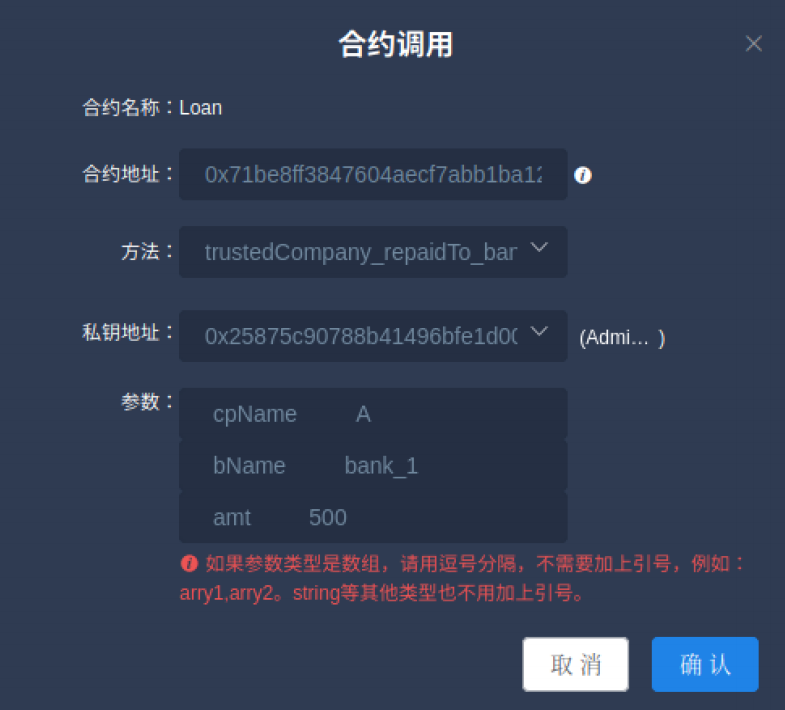 合约调用
合约名称：Loan
合约地址： 0x71be8ff3847604aecf7abb1ba12
方法： trustedCompany_repaidTo_ban
私钥地址： 0x25875c90788b41496bfe1d00 (Admi... )
参数： cpName A
bName bank_1
amt 500
如果参数类型是数组，请用逗号分隔，不需要加上引号，例如：
arry1,arry2。string等其他类型也不用加上引号。
取消 确认